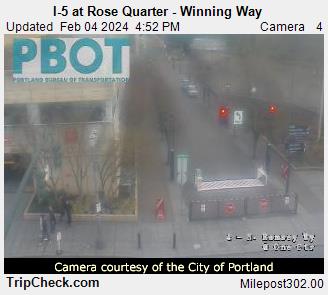 I-5 at Rose Quarter - Winning Way
Updated Feb 04 2024 4:52 PM Camera 4
PBOT
PORTLAND BUREAU OF TRANSPORTATION
Camera courtesy of the City of Portland
TripCheck.com Milepost302.00